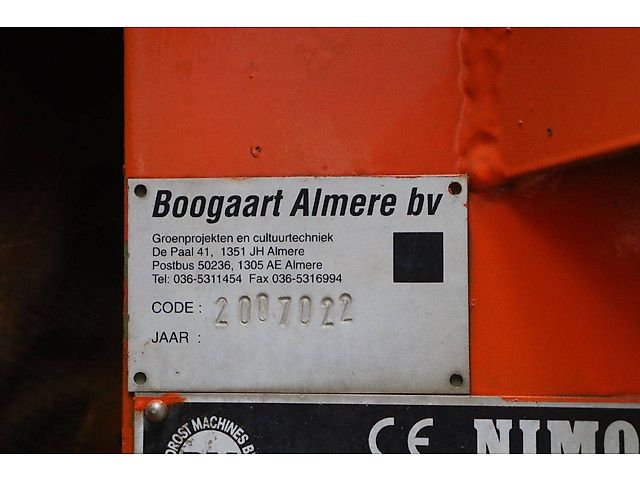 Boogaart Almere bv
Groenprojekten en cultuurtechniek
De Paal 41, 1351 JH Almere
Postbus 50236, 1305 AE Almere
Tel: 036-5311454 Fax 036-5316994
CODE : 2007022
JAAR :
MACHINES
CE NIMO